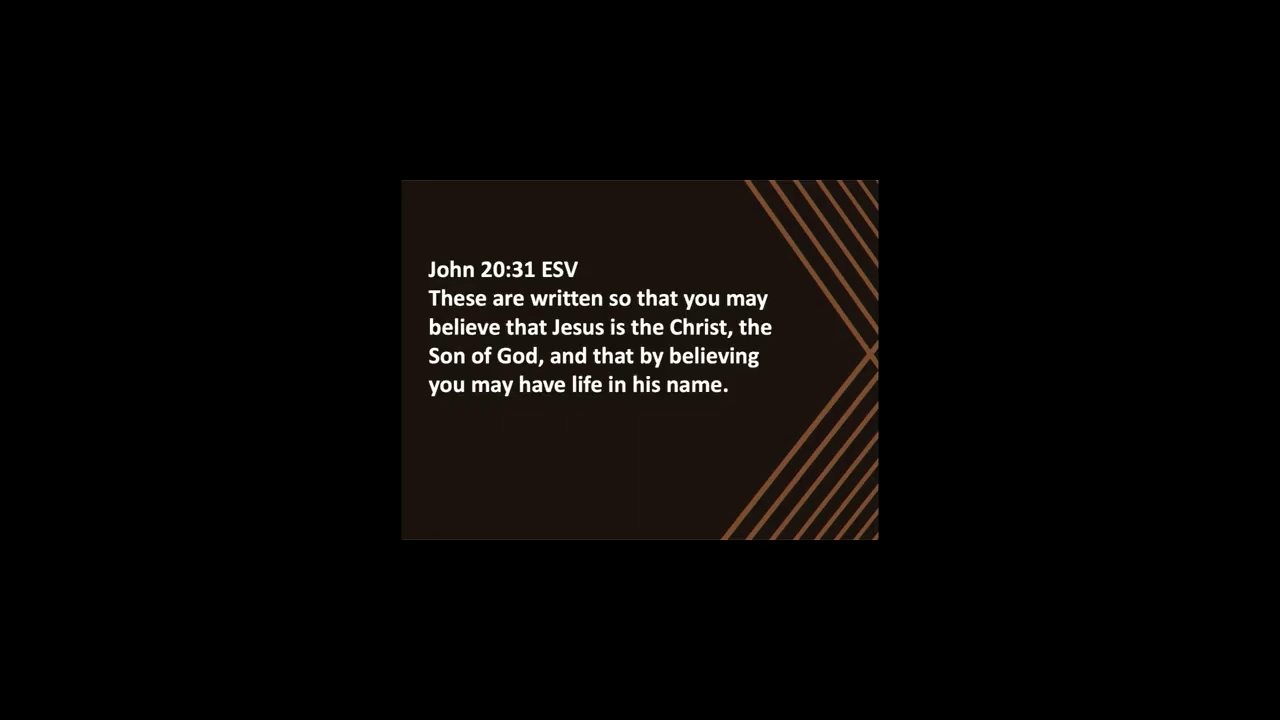 John 20:31 ESV
These are written so that you may
believe that Jesus is the Christ, the
Son of God, and that by believing
you may have life in his name.